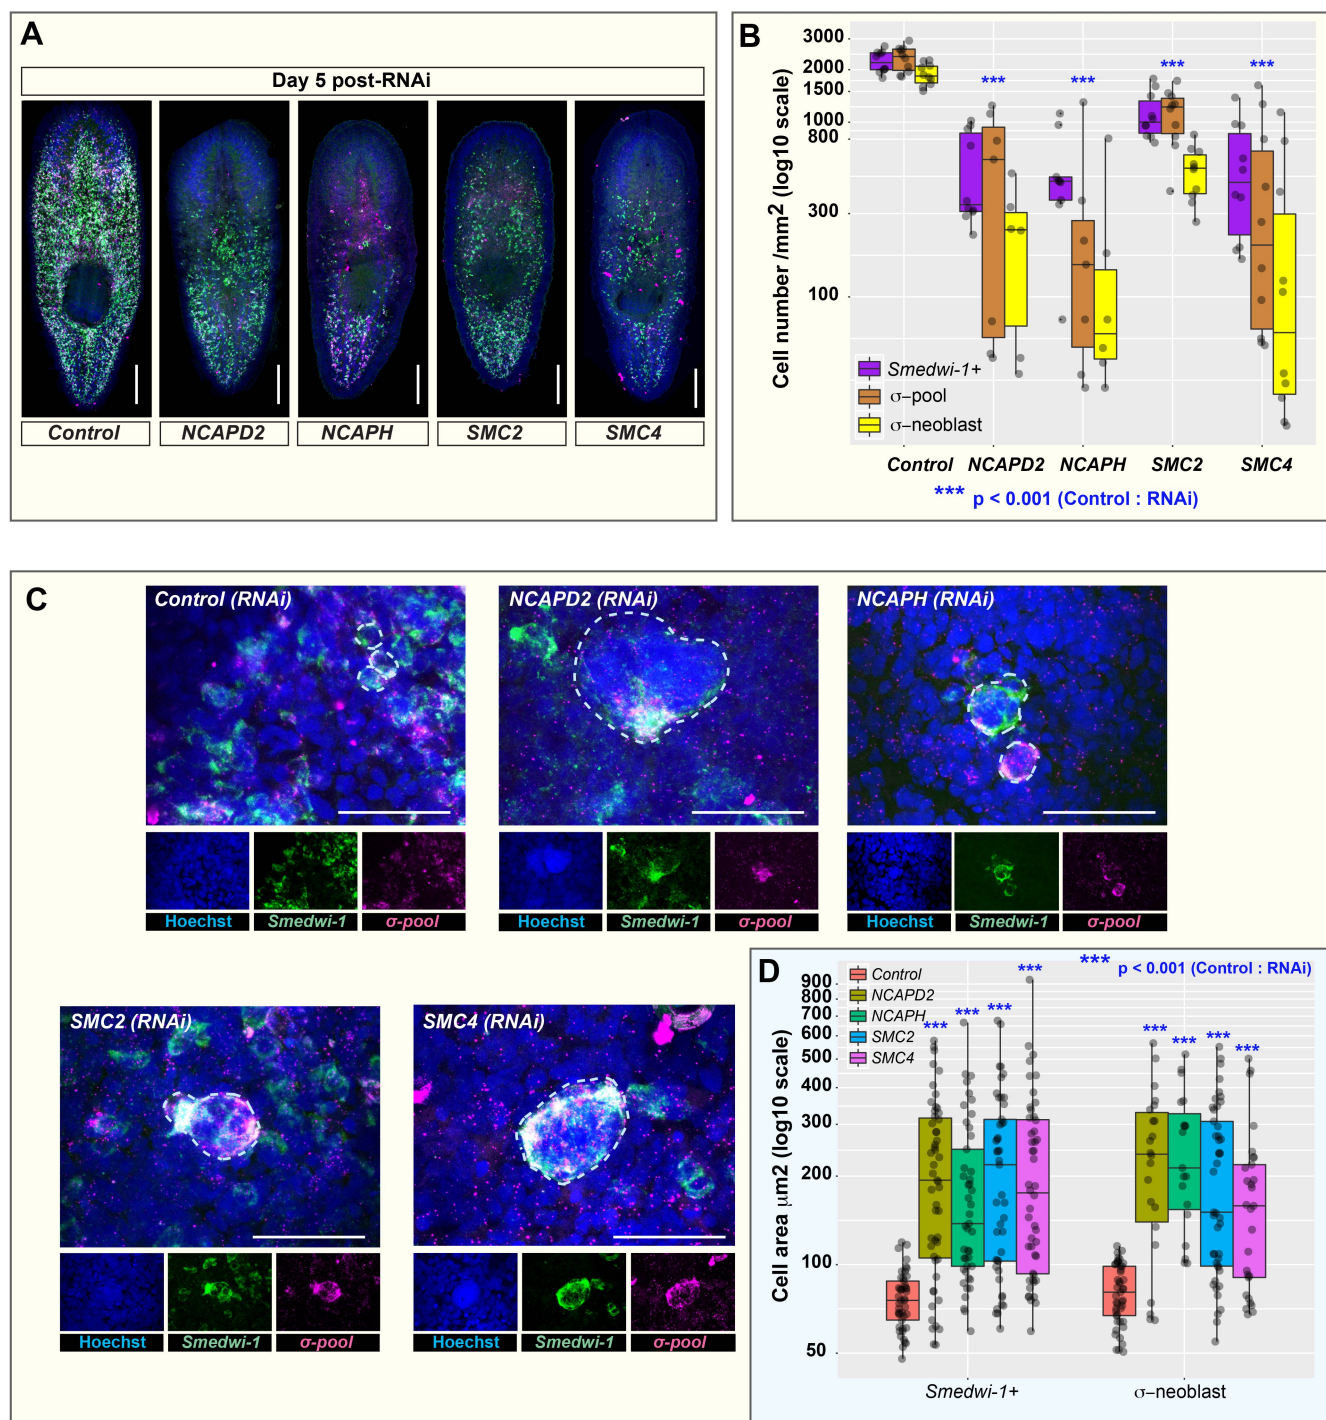 A
Day 5 post-RNAi
Control
NCAPD2
NCAPH
SMC2
SMC4
B
Cell number /mm2 (log10 scale)
3000
2000
1500
1000
800
300
100
***
***
***
***
Smedwi-1+
σ-pool
σ-neoblast
Control
NCAPD2
NCAPH
SMC2
SMC4
*** p < 0.001 (Control : RNAi)
C
Control (RNAi)
Hoechst
Smedwi-1
σ-pool
NCAPD2 (RNAi)
Hoechst
Smedwi-1
σ-pool
NCAPH (RNAi)
Hoechst
Smedwi-1
σ-pool
SMC2 (RNAi)
Hoechst
Smedwi-1
σ-pool
SMC4 (RNAi)
Hoechst
Smedwi-1
σ-pool
D
*** p < 0.001 (Control : RNAi)
Control
NCAPD2
NCAPH
SMC2
SMC4
Cell area µm2 (log10 scale)
900
800
700
600
500
400
300
200
100
50
***
***
***
***
***
***
***
***
Smedwi-1+
σ-neoblast